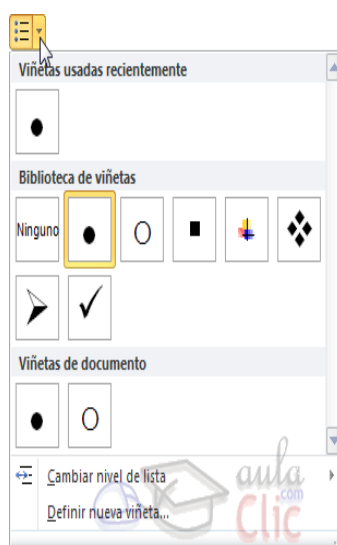 Viñetas usadas recientemente
Biblioteca de viñetas
Ninguno
Viñetas de documento
Cambiar nivel de lista
Definir nueva viñeta...
aula
.com
Clic